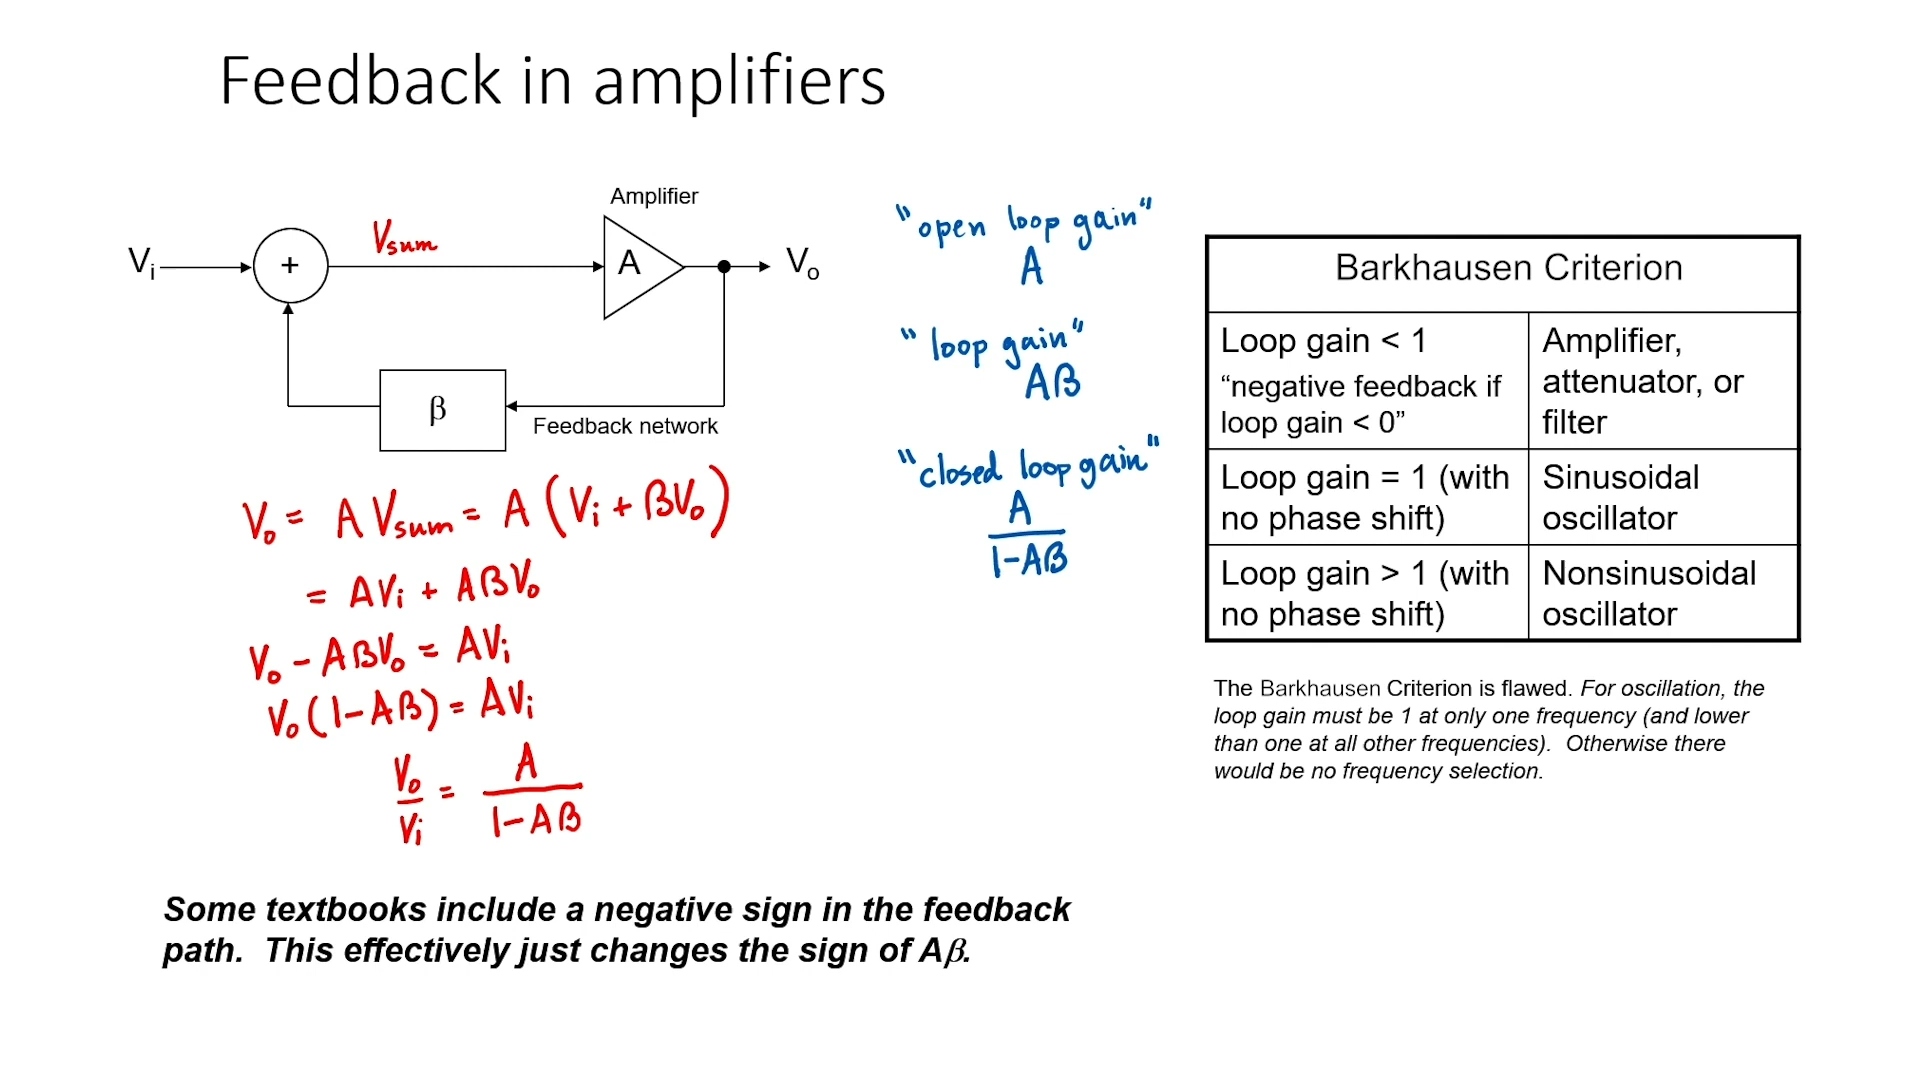 Feedback in amplifiers
Amplifier
Vi
+
Vsum
A
Vo
β
Feedback network
Vo = A Vsum = A (Vi + βVo)
= AVi + AβVo
Vo - AβVo = AVi
Vo (1-Aβ) = AVi
Vo/Vi = A/(1-Aβ)
"open loop gain"
A
"loop gain"
Aβ
"closed loop gain"
A
1-Aβ
Barkhausen Criterion
Loop gain < 1
“negative feedback if
loop gain < 0”
Amplifier,
attenuator, or
filter
Loop gain = 1 (with
no phase shift)
Sinusoidal
oscillator
Loop gain > 1 (with
no phase shift)
Nonsinusoidal
oscillator
The Barkhausen Criterion is flawed. For oscillation, the
loop gain must be 1 at only one frequency (and lower
than one at all other frequencies).  Otherwise there
would be no frequency selection.
Some textbooks include a negative sign in the feedback
path.  This effectively just changes the sign of Aβ.